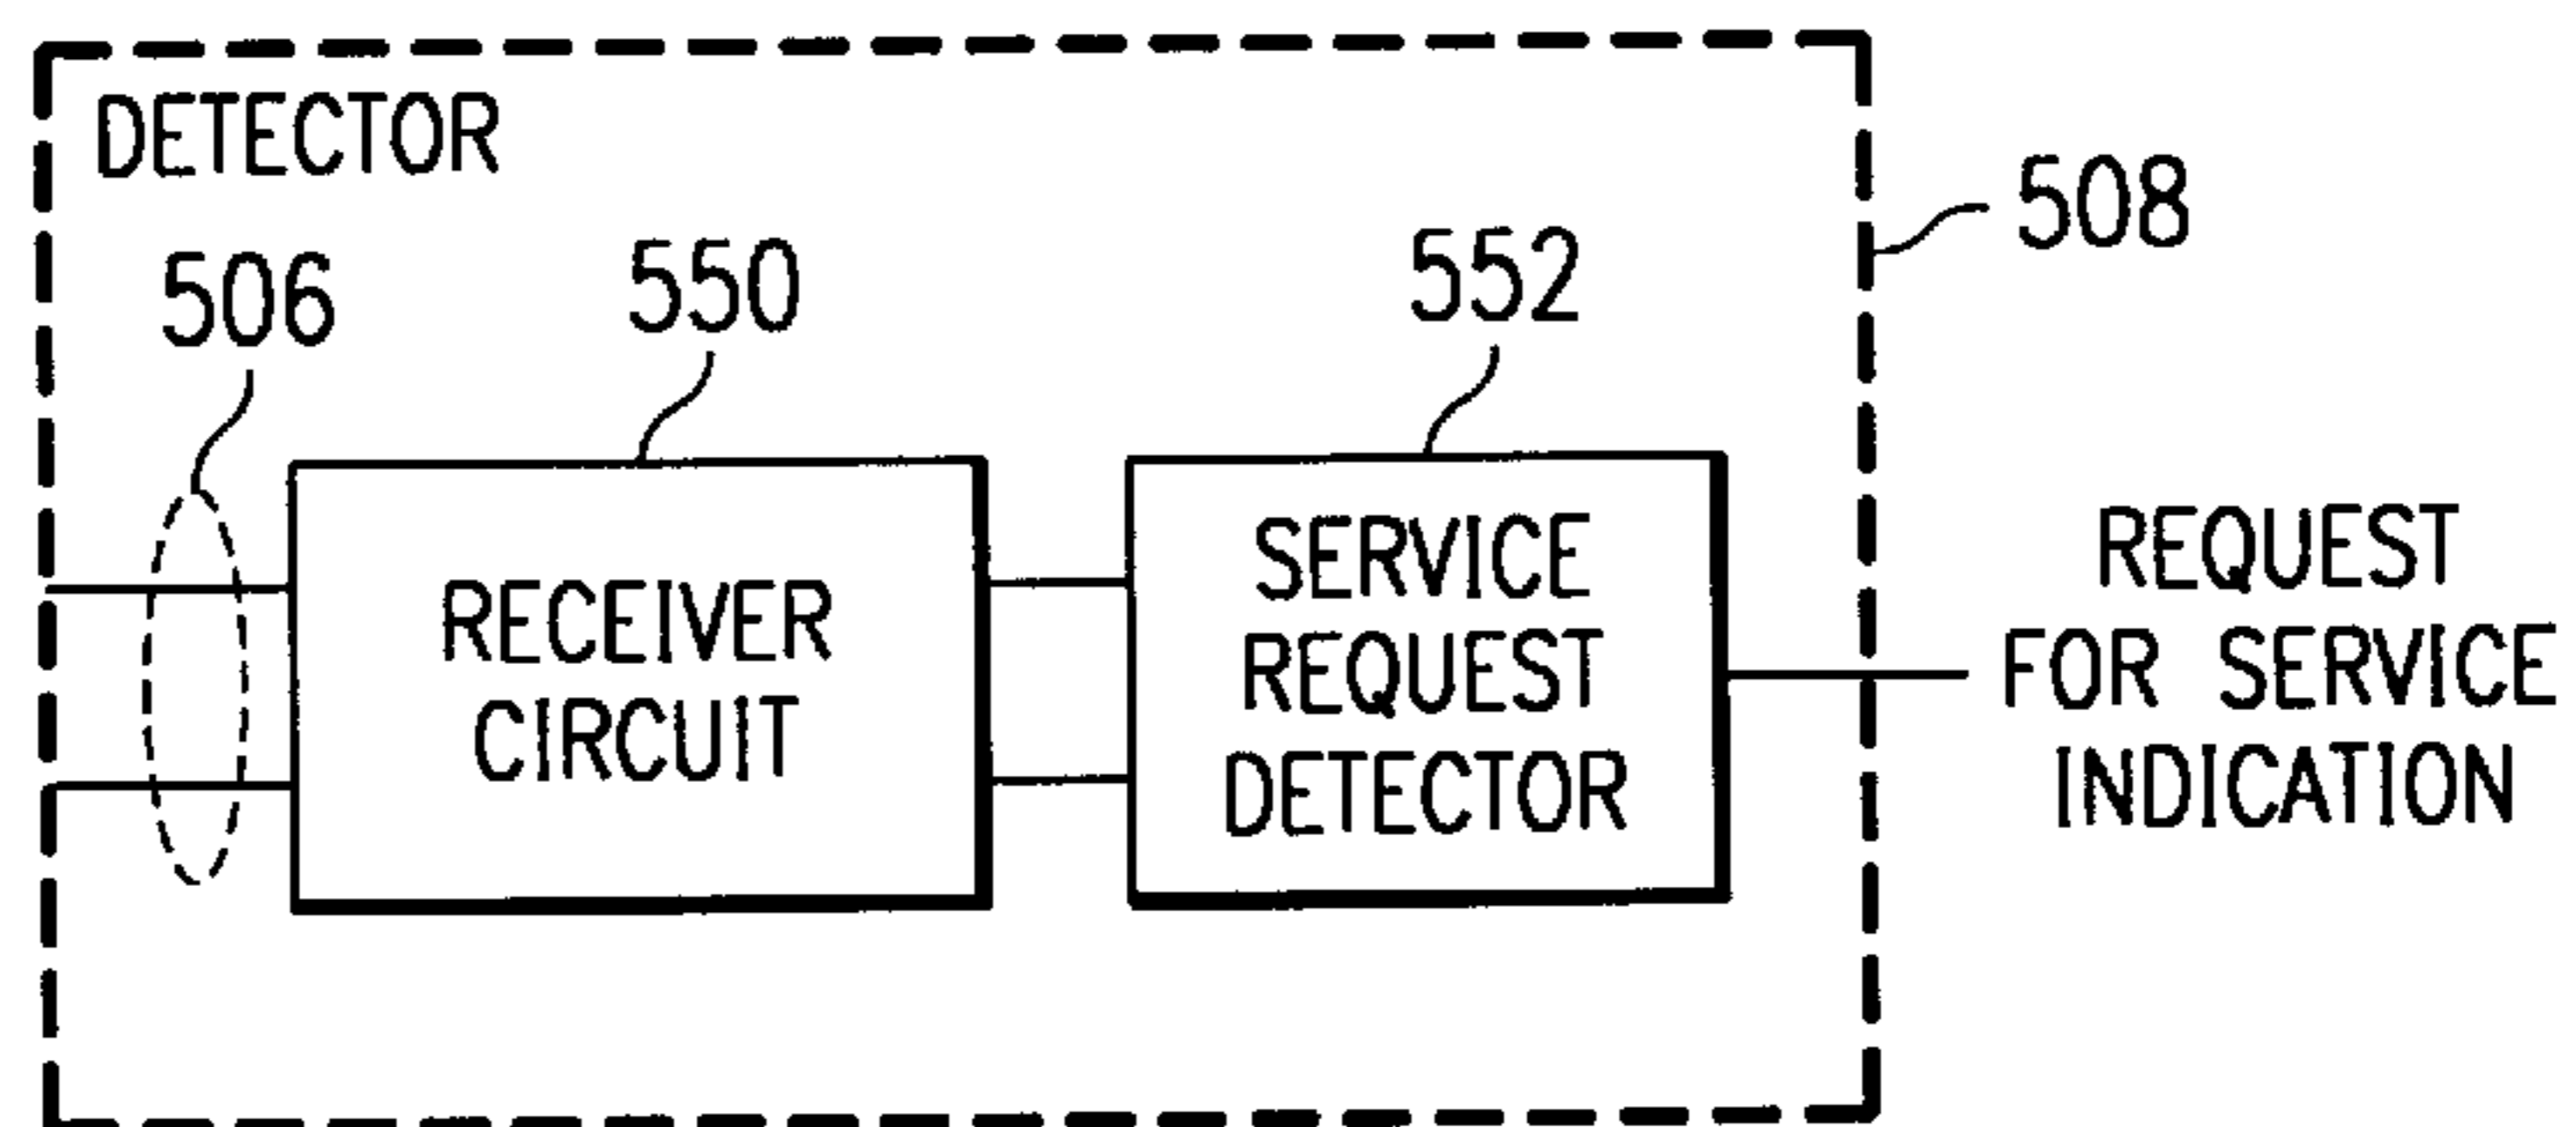 DETECTOR
506
550
552
508
RECEIVER
CIRCUIT
SERVICE
REQUEST
DETECTOR
REQUEST
FOR SERVICE
INDICATION